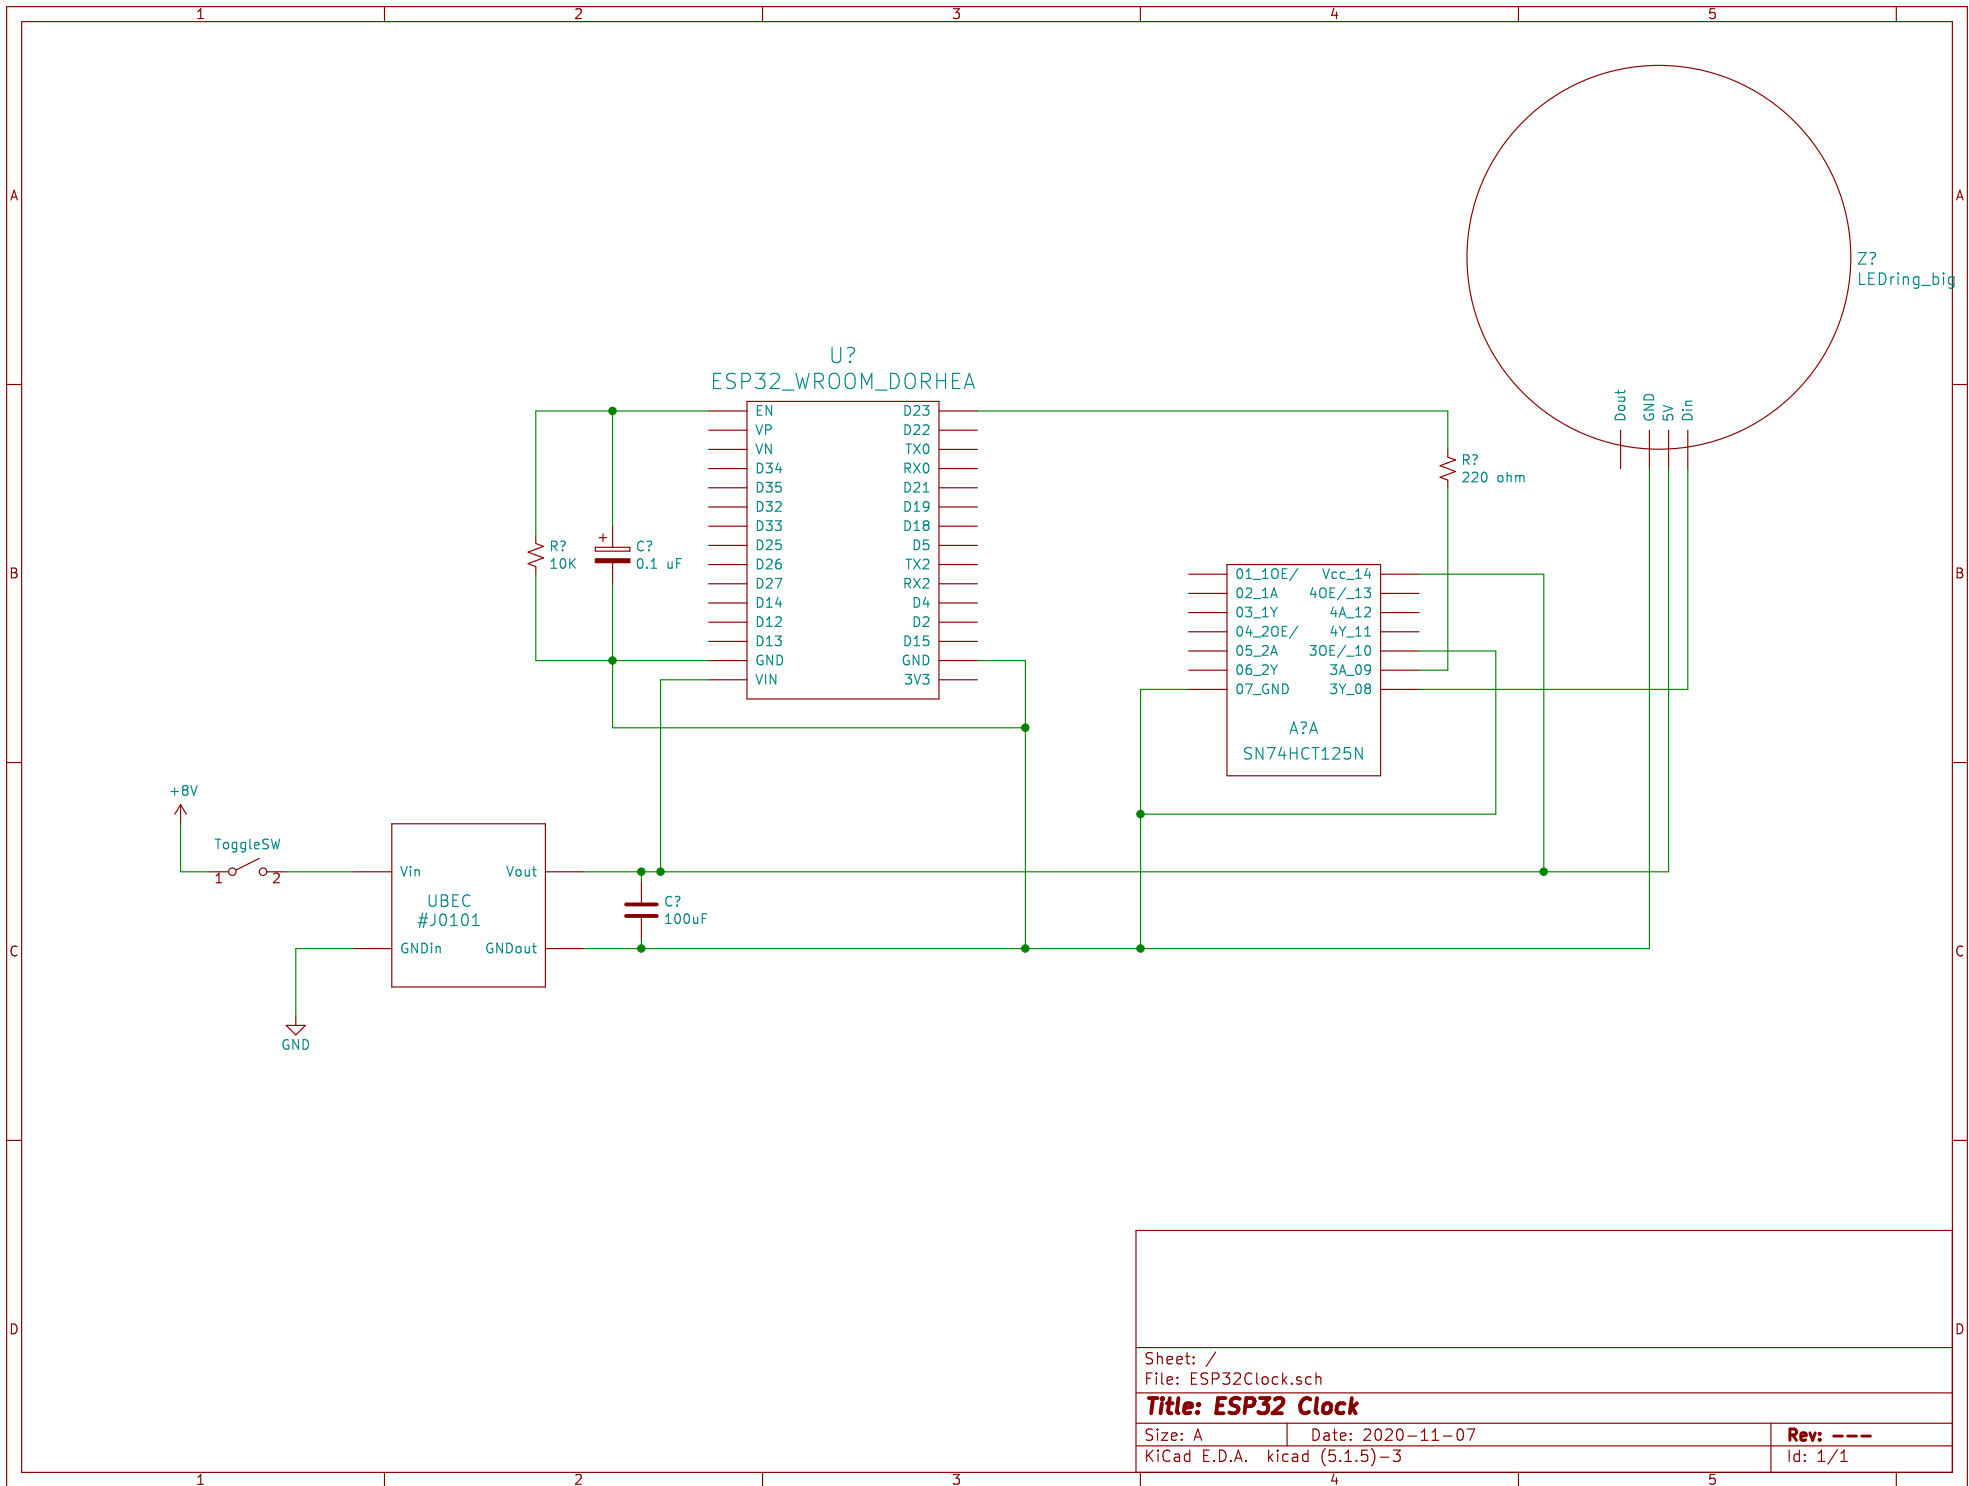 1 2 3 4 5
A A
B B
C C
D D
Z?
LEDring_big
Dout
GND
5V
Din
U?
ESP32_WROOM_DORHEA
EN D23
VP D22
VN TX0
D34 RX0
D35 D21
D32 D19
D33 D18
D25 D5
D26 TX2
D27 RX2
D14 D4
D12 D2
D13 D15
GND GND
VIN 3V3
R?
10K
+
C?
0.1 uF
R?
220 ohm
01_1OE/ Vcc_14
02_1A 4OE/_13
03_1Y 4A_12
04_2OE/ 4Y_11
05_2A 3OE/_10
06_2Y 3A_09
07_GND 3Y_08
A?A
SN74HCT125N
+8V
ToggleSW
1 2
Vin Vout
UBEC
#J0101
GNDin GNDout
C?
100uF
GND
Sheet: /
File: ESP32Clock.sch
Title: ESP32 Clock
Size: A Date: 2020-11-07 Rev: ---
KiCad E.D.A. kicad (5.1.5)-3 Id: 1/1
1 2 3 4 5